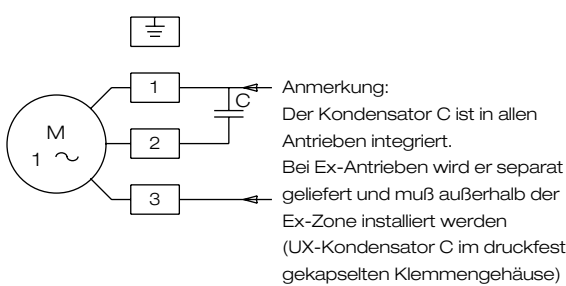 1
C
M
1 ~
2
3
Anmerkung:
Der Kondensator C ist in allen
Antrieben integriert.
Bei Ex-Antrieben wird er separat
geliefert und muß außerhalb der
Ex-Zone installiert werden
(UX-Kondensator C im druckfest
gekapselten Klemmengehäuse)